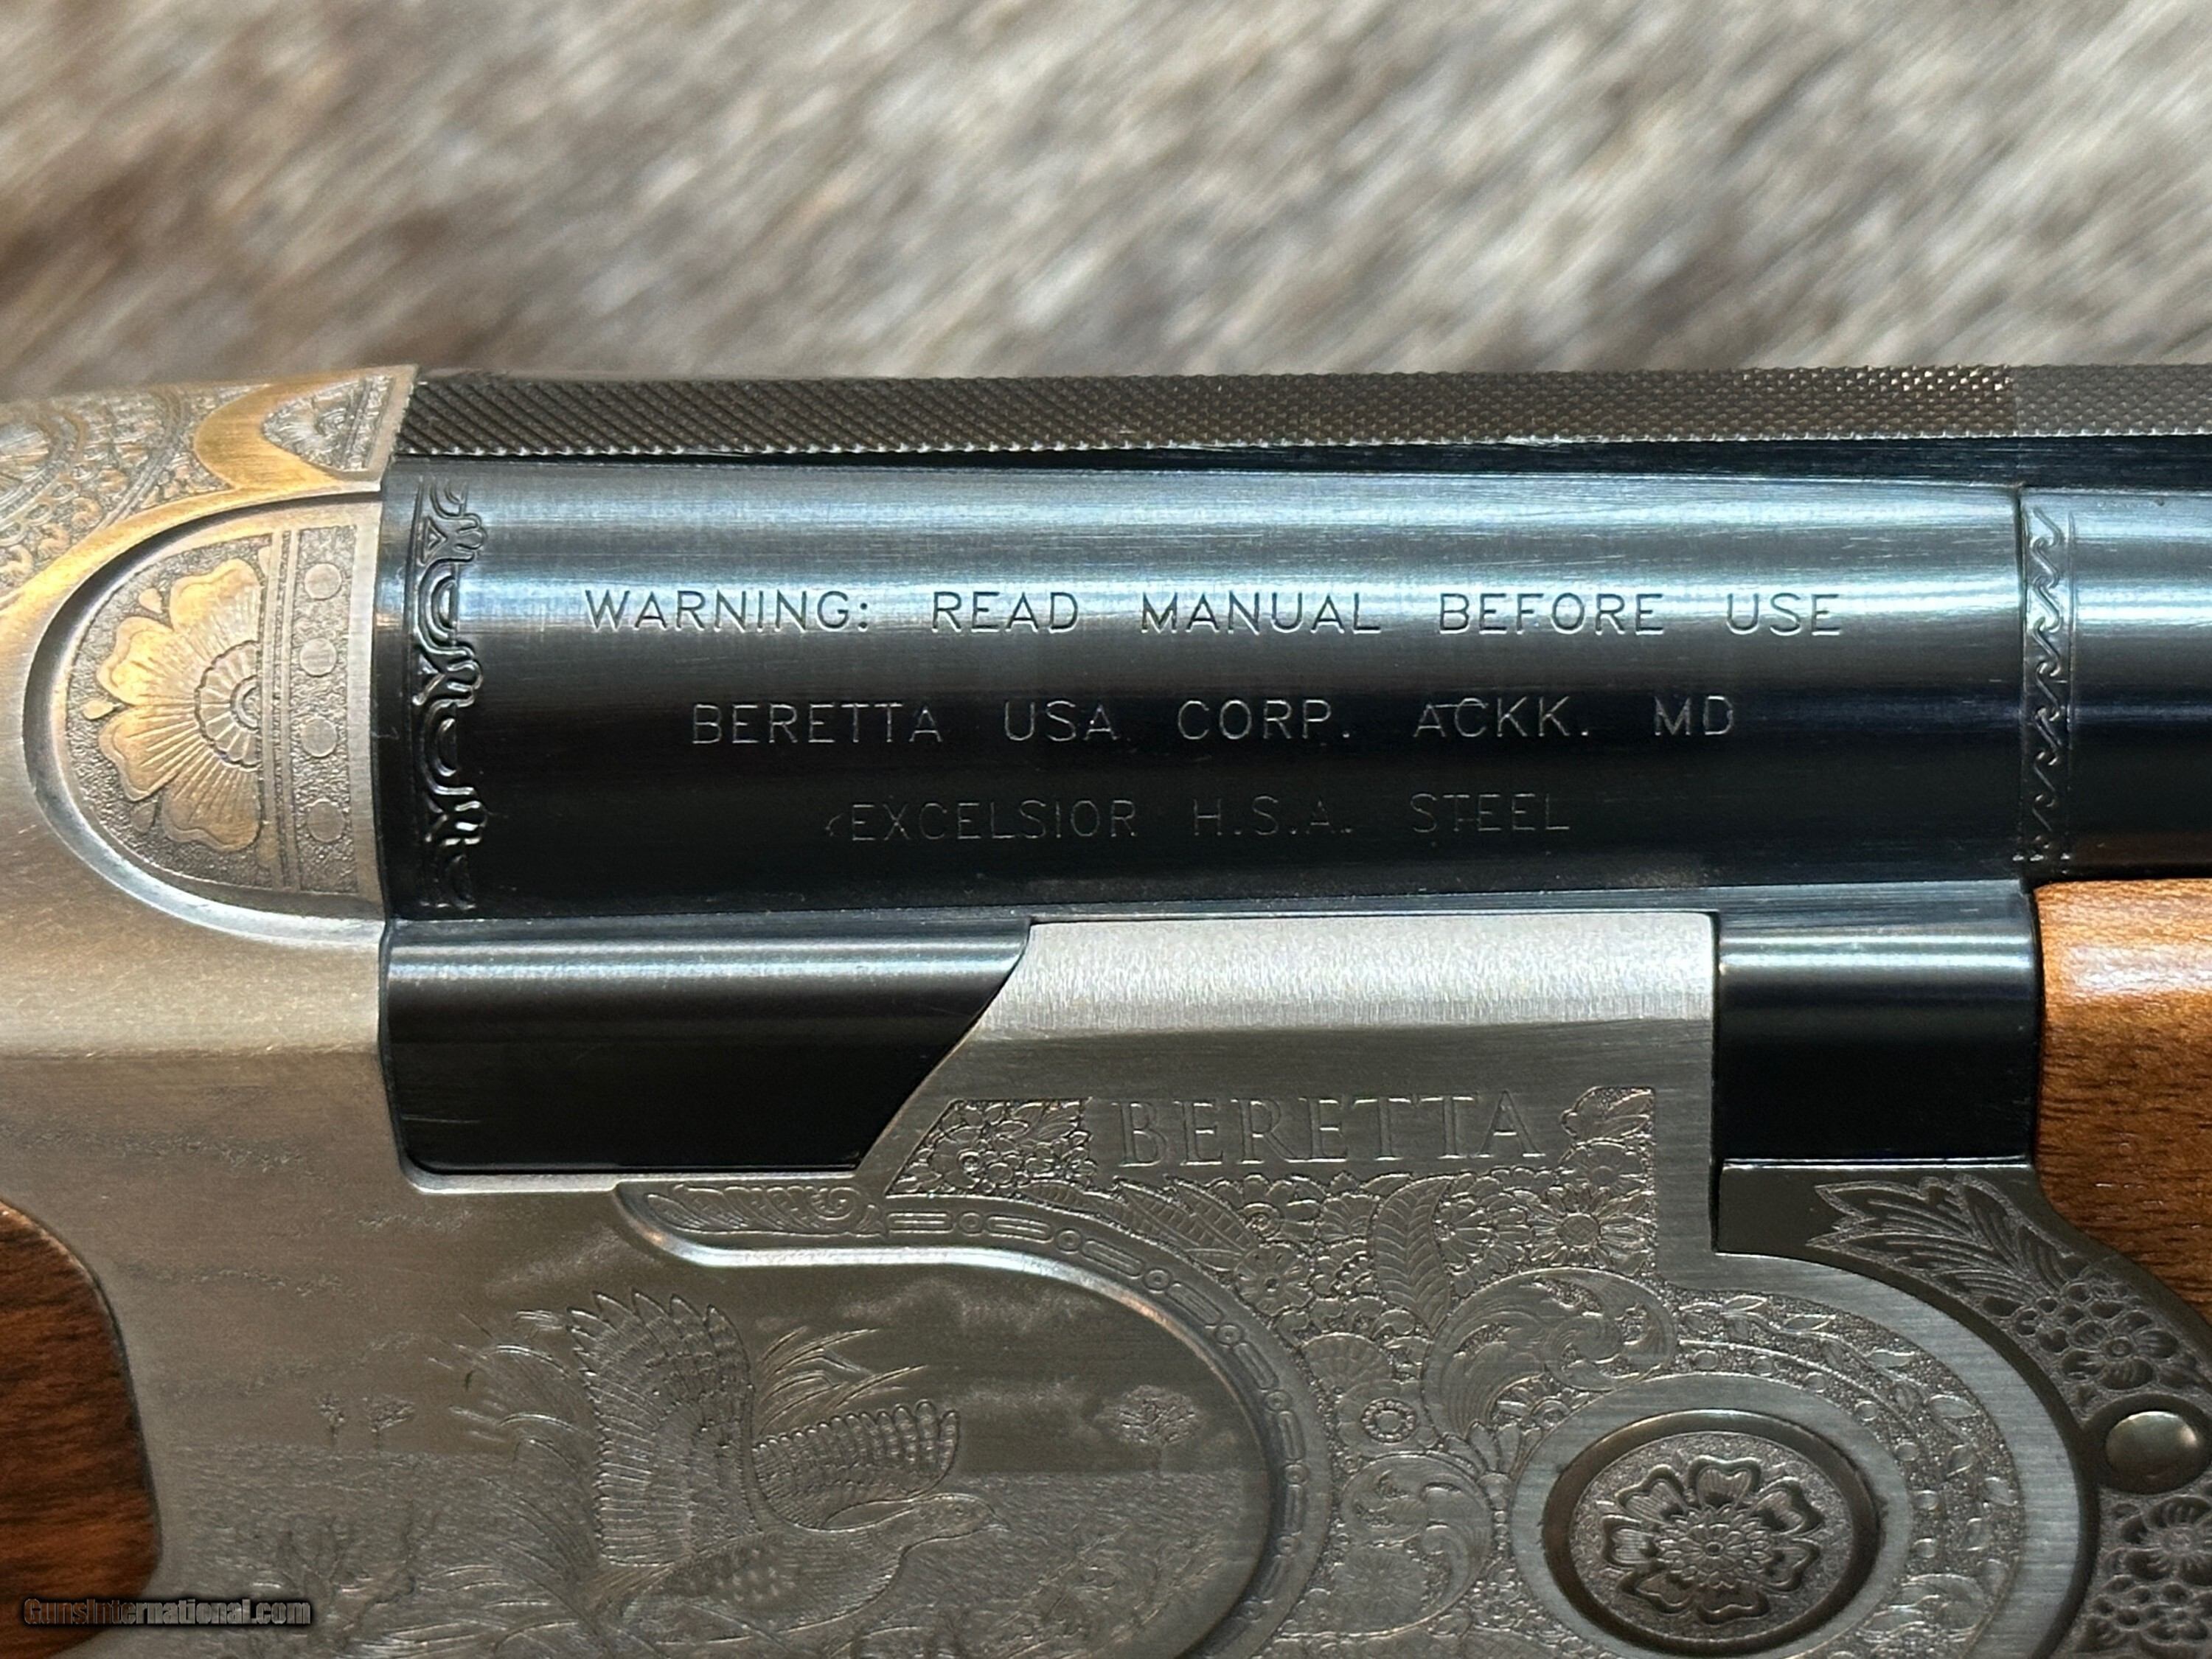 WARNING: READ MANUAL BEFORE USE
BERETTA USA CORP. ACKK. MD
EXCELSIOR H.S.A. STEEL
BERETTA
GunsInternational.com